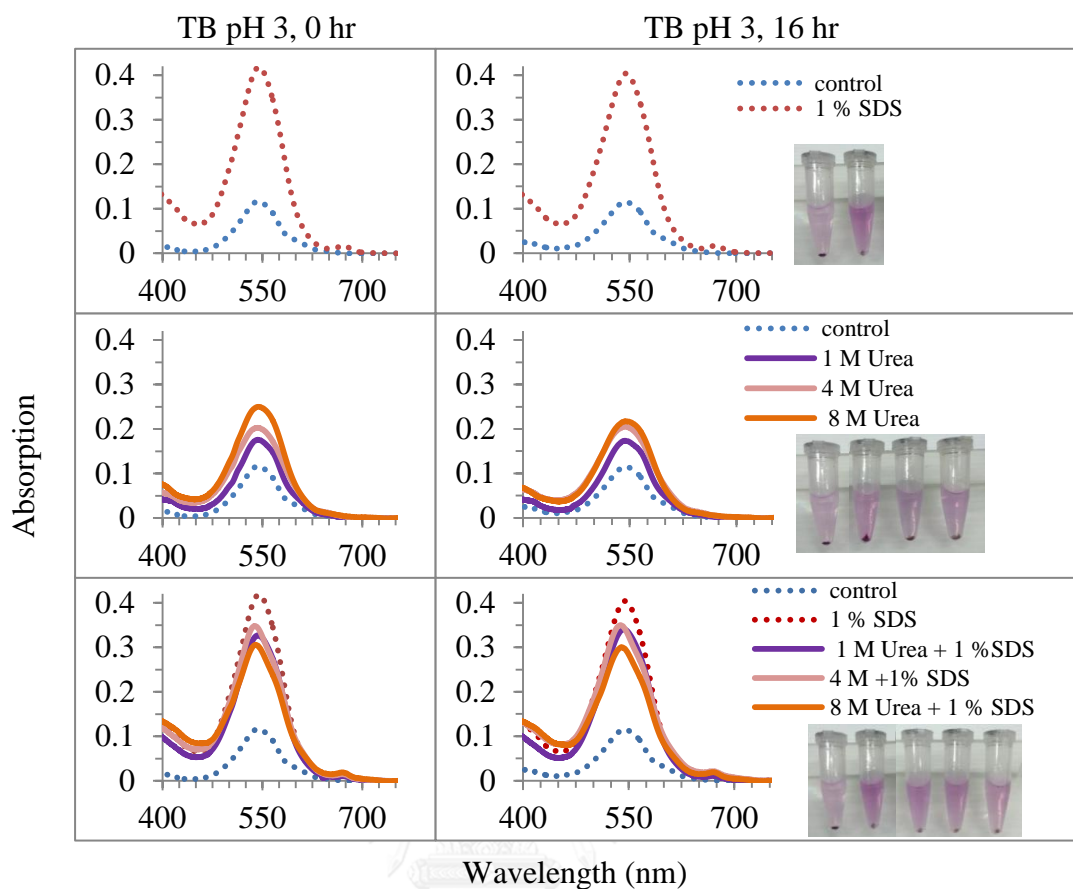 TB pH 3, 0 hr
TB pH 3, 16 hr
0.4
0.3
0.2
0.1
0
400 550 700
0.4
0.3
0.2
0.1
0
400 550 700
control
1 % SDS
0.4
0.3
0.2
0.1
0
400 550 700
0.4
0.3
0.2
0.1
0
400 550 700
control
1 M Urea
4 M Urea
8 M Urea
0.4
0.3
0.2
0.1
0
400 550 700
0.4
0.3
0.2
0.1
0
400 550 700
control
1 % SDS
1 M Urea + 1 %SDS
4 M +1% SDS
8 M Urea + 1 % SDS
Absorption
Wavelength (nm)